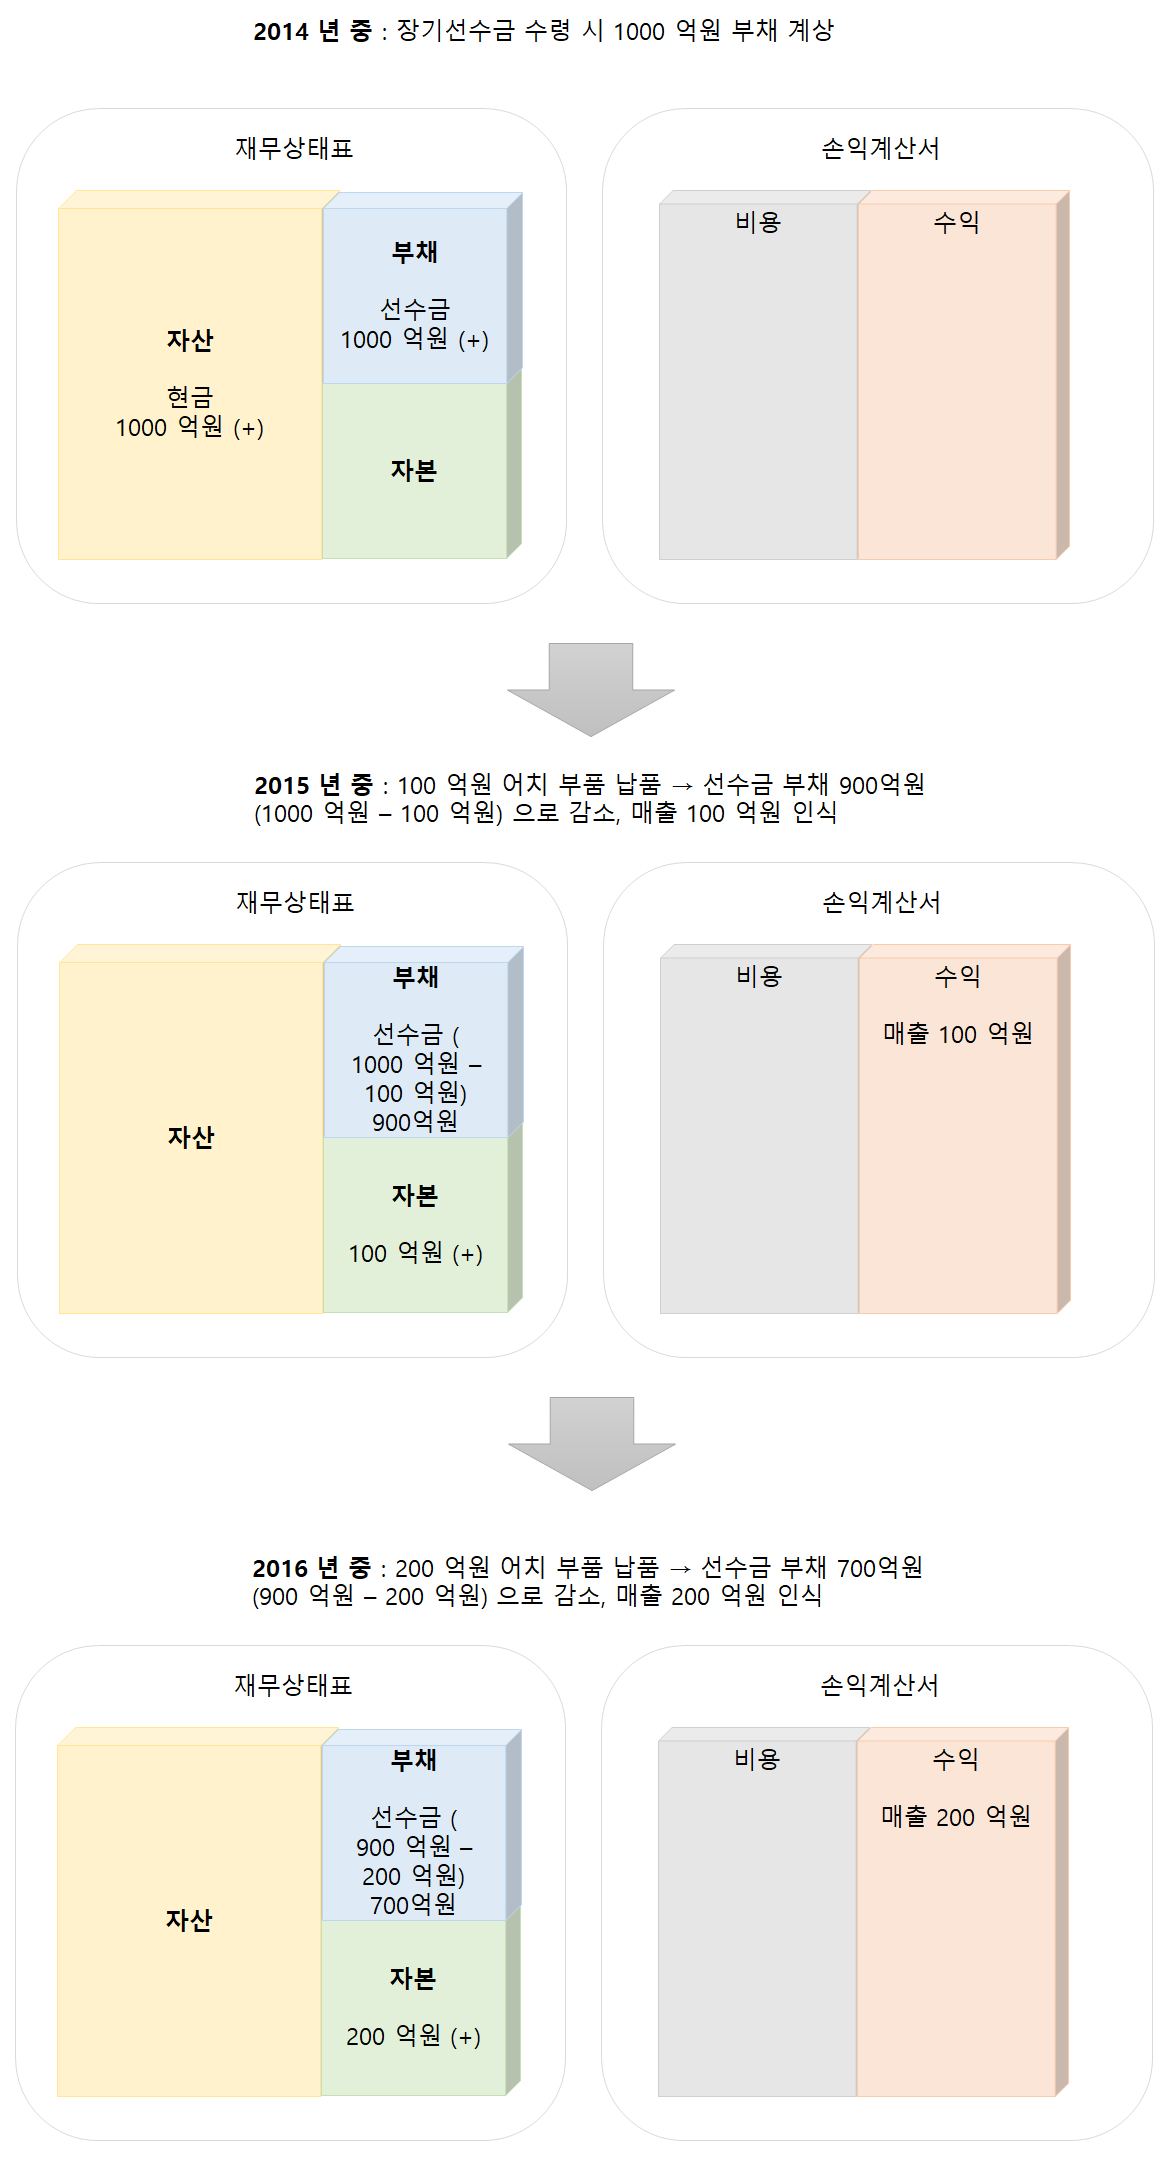 2014 년 중 : 장기선수금 수령 시 1000 억원 부채 계상
재무상태표
자산
현금
1000 억원 (+)
부채
선수금
1000 억원 (+)
자본
손익계산서
비용
수익
2015 년 중 : 100 억원 어치 부품 납품 → 선수금 부채 900억원
(1000 억원 – 100 억원) 으로 감소, 매출 100 억원 인식
재무상태표
자산
부채
선수금 (
1000 억원 –
100 억원)
900억원
자본
100 억원 (+)
손익계산서
비용
수익
매출 100 억원
2016 년 중 : 200 억원 어치 부품 납품 → 선수금 부채 700억원
(900 억원 – 200 억원) 으로 감소, 매출 200 억원 인식
재무상태표
자산
부채
선수금 (
900 억원 –
200 억원)
700억원
자본
200 억원 (+)
손익계산서
비용
수익
매출 200 억원